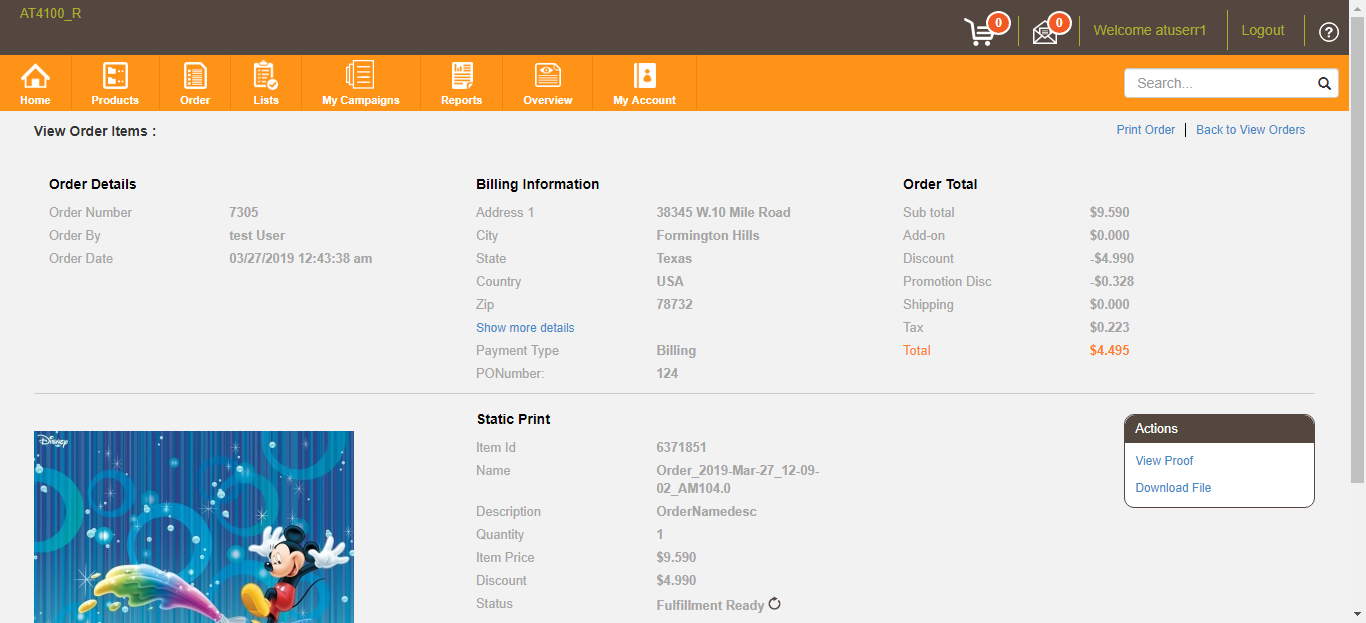 AT4100_R
0
0
Welcome atuserr1
Logout
?
Home
Products
Order
Lists
My Campaigns
Reports
Overview
My Account
Search...
View Order Items :
Print Order
Back to View Orders
Order Details
Order Number 7305
Order By test User
Order Date 03/27/2019 12:43:38 am
Billing Information
Address 1 38345 W.10 Mile Road
City Formington Hills
State Texas
Country USA
Zip 78732
Show more details
Payment Type Billing
PONumber: 124
Order Total
Sub total $9.590
Add-on $0.000
Discount -$4.990
Promotion Disc -$0.328
Shipping $0.000
Tax $0.223
Total $4.495
Disney
Static Print
Item Id 6371851
Name Order_2019-Mar-27_12-09-
02_AM104.0
Description OrderNamedesc
Quantity 1
Item Price $9.590
Discount $4.990
Status Fulfillment Ready
Actions
View Proof
Download File